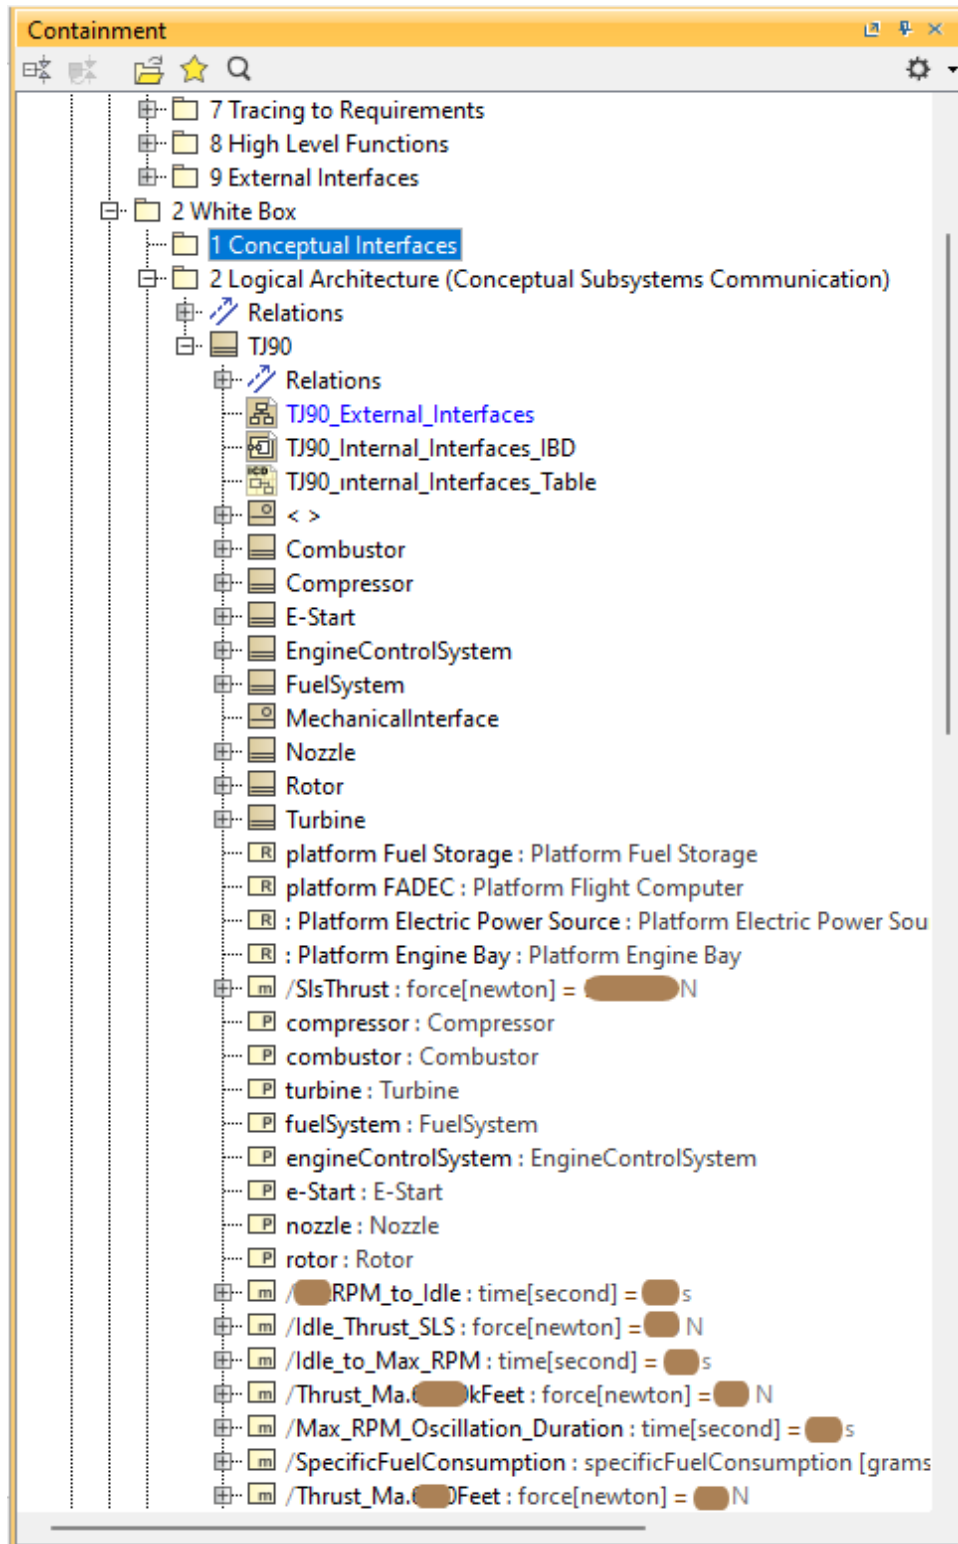 Containment
7 Tracing to Requirements
8 High Level Functions
9 External Interfaces
2 White Box
1 Conceptual Interfaces
2 Logical Architecture (Conceptual Subsystems Communication)
Relations
TJ90
Relations
TJ90_External_Interfaces
TJ90_Internal_Interfaces_IBD
TJ90_ınternal_Interfaces_Table
< >
Combustor
Compressor
E-Start
EngineControlSystem
FuelSystem
MechanicalInterface
Nozzle
Rotor
Turbine
R platform Fuel Storage : Platform Fuel Storage
R platform FADEC : Platform Flight Computer
R : Platform Electric Power Source : Platform Electric Power Sou
R : Platform Engine Bay : Platform Engine Bay
m /SlsThrust : force[newton] = N
P compressor : Compressor
P combustor : Combustor
P turbine : Turbine
P fuelSystem : FuelSystem
P engineControlSystem : EngineControlSystem
P e-Start : E-Start
P nozzle : Nozzle
P rotor : Rotor
m / RPM_to_Idle : time[second] = s
m /Idle_Thrust_SLS : force[newton] = N
m /Idle_to_Max_RPM : time[second] = s
m /Thrust_Ma. kFeet : force[newton] = N
m /Max_RPM_Oscillation_Duration : time[second] = s
m /SpecificFuelConsumption : specificFuelConsumption [grams
m /Thrust_Ma. 0Feet : force[newton] = N